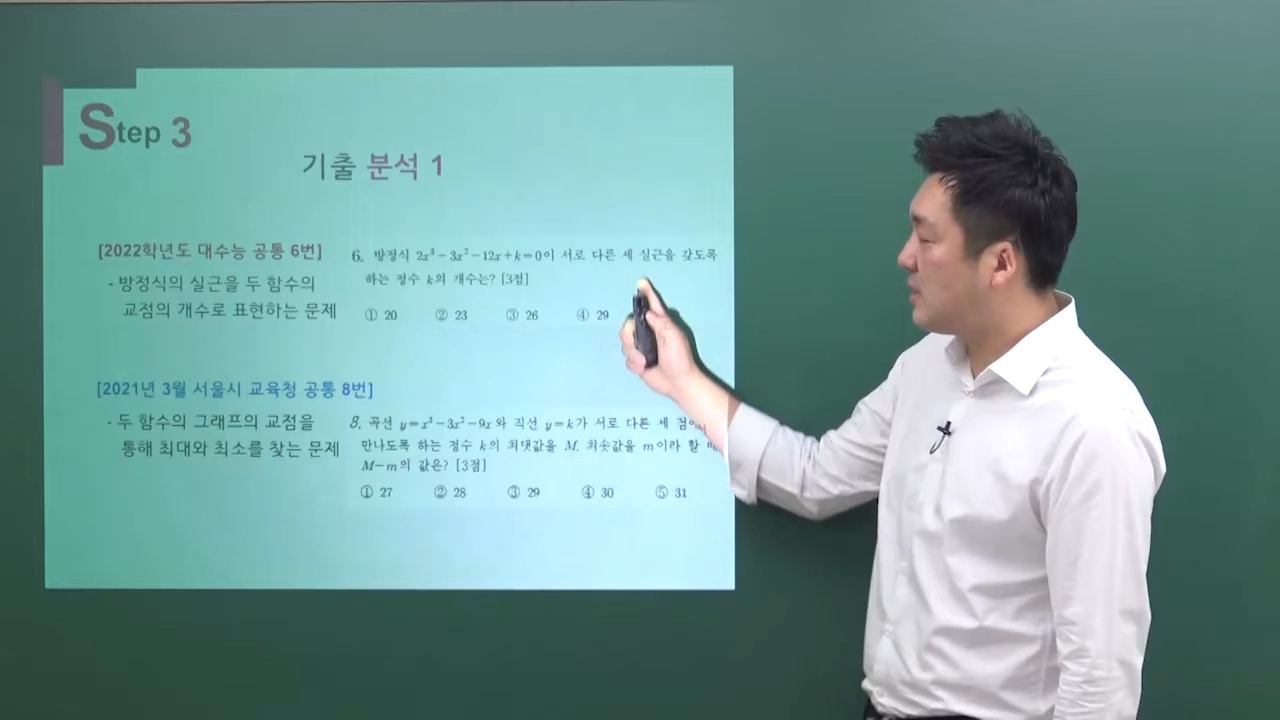 Step 3
기출 분석 1
[2022학년도 대수능 공통 6번]
- 방정식의 실근을 두 함수의
교점의 개수로 표현하는 문제
6. 방정식 2x³-3x²-12x+k=0이 서로 다른 세 실근을 갖도록
하는 정수 k의 개수는? [3점]
① 20 ② 23 ③ 26 ④ 29
[2021년 3월 서울시 교육청 공통 8번]
- 두 함수의 그래프의 교점을
통해 최대와 최소를 찾는 문제
8. 곡선 y=x³-3x²-9x와 직선 y=k가 서로 다른 세
만나도록 하는 정수 k의 최댓값을 M, 최솟값을 m이라 할
M-m의 값은? [3점]
① 27 ② 28 ③ 29 ④ 30 ⑤ 31